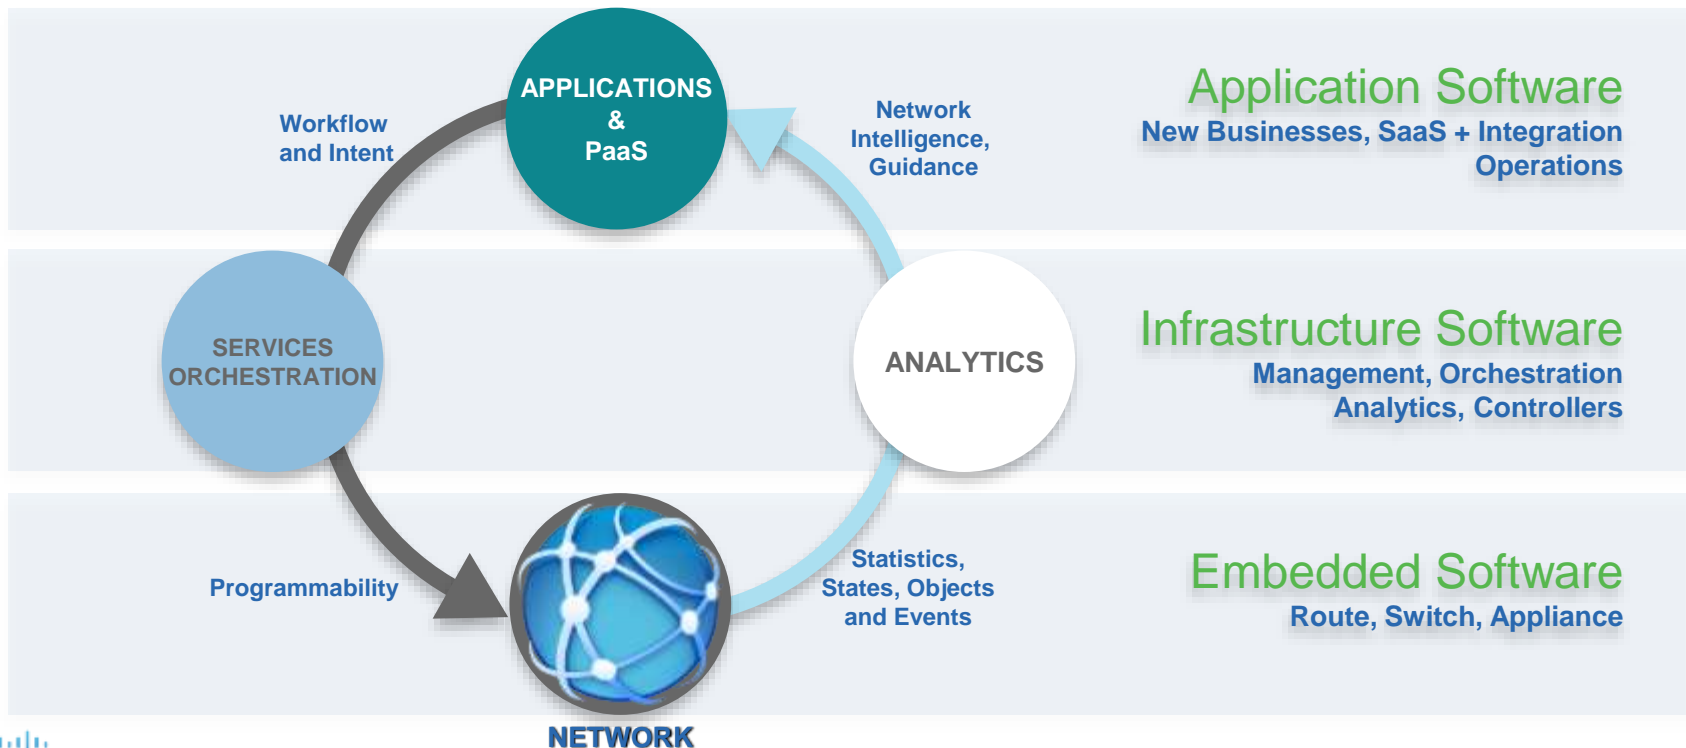 APPLICATIONS
&
PaaS
Workflow
and Intent
Network
Intelligence,
Guidance
Application Software
New Businesses, SaaS + Integration
Operations
SERVICES
ORCHESTRATION
ANALYTICS
Infrastructure Software
Management, Orchestration
Analytics, Controllers
Programmability
Statistics,
States, Objects
and Events
Embedded Software
Route, Switch, Appliance
NETWORK